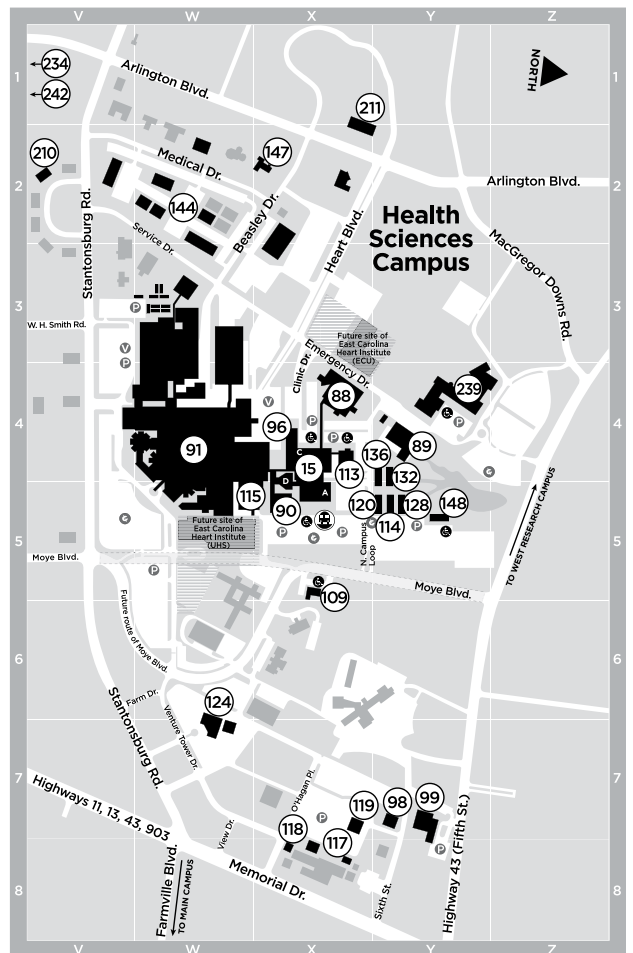 V W X Y Z
1
1
234
242
Arlington Blvd.
NORTH
211
210
147
Medical Dr.
2
2
Arlington Blvd.
144
Beasley Dr.
Health
Sciences
Campus
Heart Blvd.
Service Dr.
Stantonsburg Rd.
MacGregor Downs Rd.
3
3
P
W. H. Smith Rd.
Future site of
East Carolina
Heart Institute
(ECU)
V
P
Emergency Dr.
Clinic Dr.
88
239
V
4
4
P
P
P
96
91
C
15
113
136
89
132
D
A
115
90
120
128
148
114
G
G
Future site of
East Carolina
Heart Institute
(UHS)
P
G
P
P
N. Campus
Loop
5
5
TO WEST RESEARCH CAMPUS
Moye Blvd.
P
Moye Blvd.
109
Future route of
Moye Blvd.
6
6
Farm Dr.
124
Stantonsburg Rd.
Venture Tower Dr.
7
7
Highways 11, 13, 43, 903
O'Hagan Pl.
119
98
99
P
118
117
P
View Dr.
Memorial Dr.
Sixth St.
Highway 43 (Fifth St.)
8
8
Farmville Blvd.
TO MAIN CAMPUS
V W X Y Z